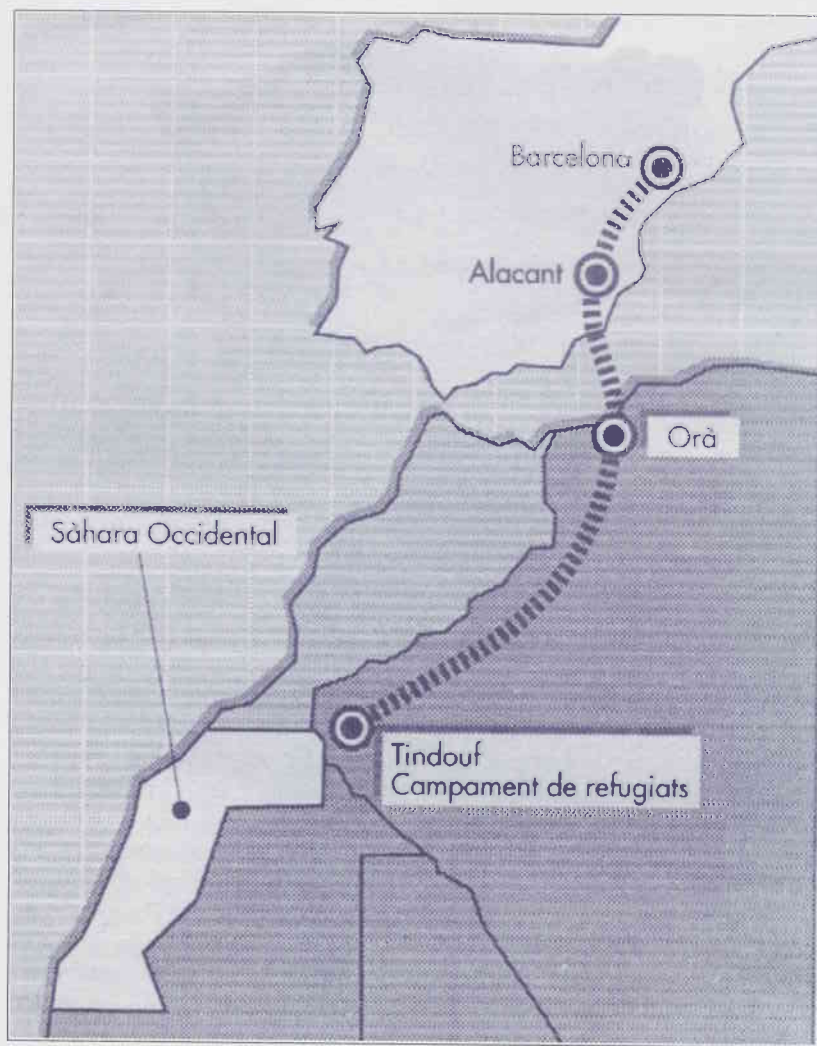 Barcelona
Alacant
Orà
Sàhara Occidental
Tindouf
Campament de refugiats